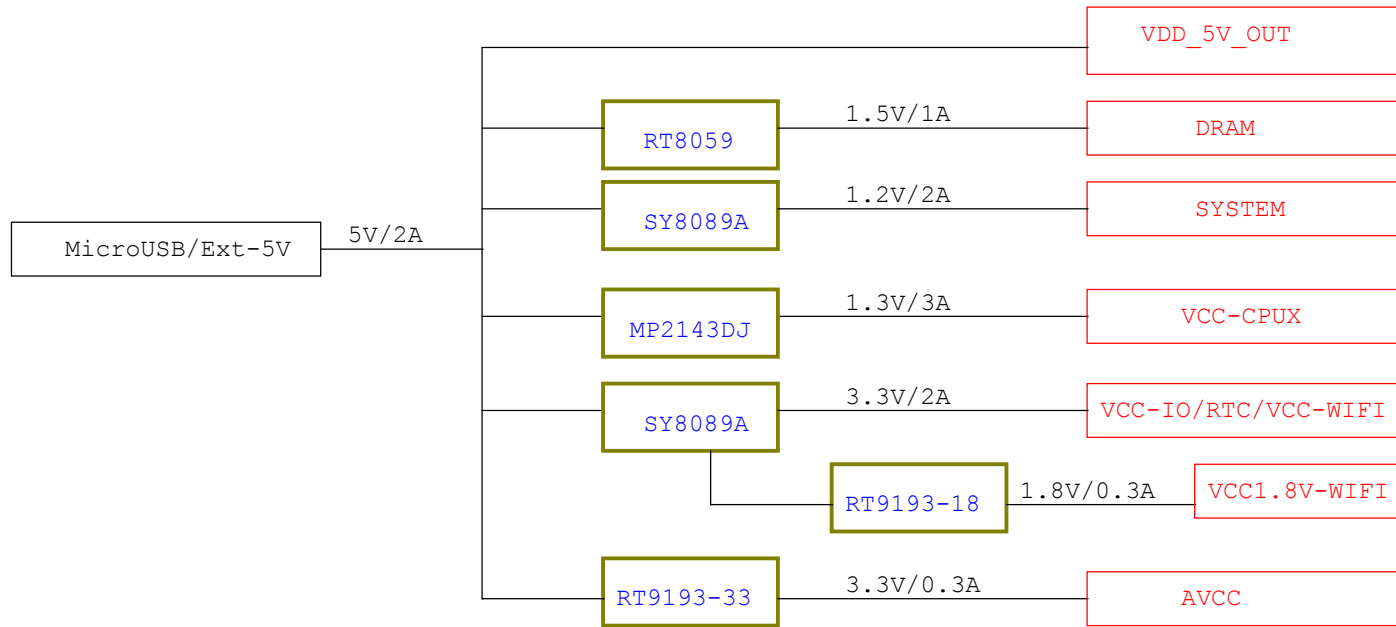 VDD_5V_OUT
RT8059
1.5V/1A
DRAM
SY8089A
1.2V/2A
SYSTEM
MicroUSB/Ext-5V
5V/2A
MP2143DJ
1.3V/3A
VCC-CPUX
SY8089A
3.3V/2A
VCC-IO/RTC/VCC-WIFI
RT9193-18
1.8V/0.3A
VCC1.8V-WIFI
RT9193-33
3.3V/0.3A
AVCC